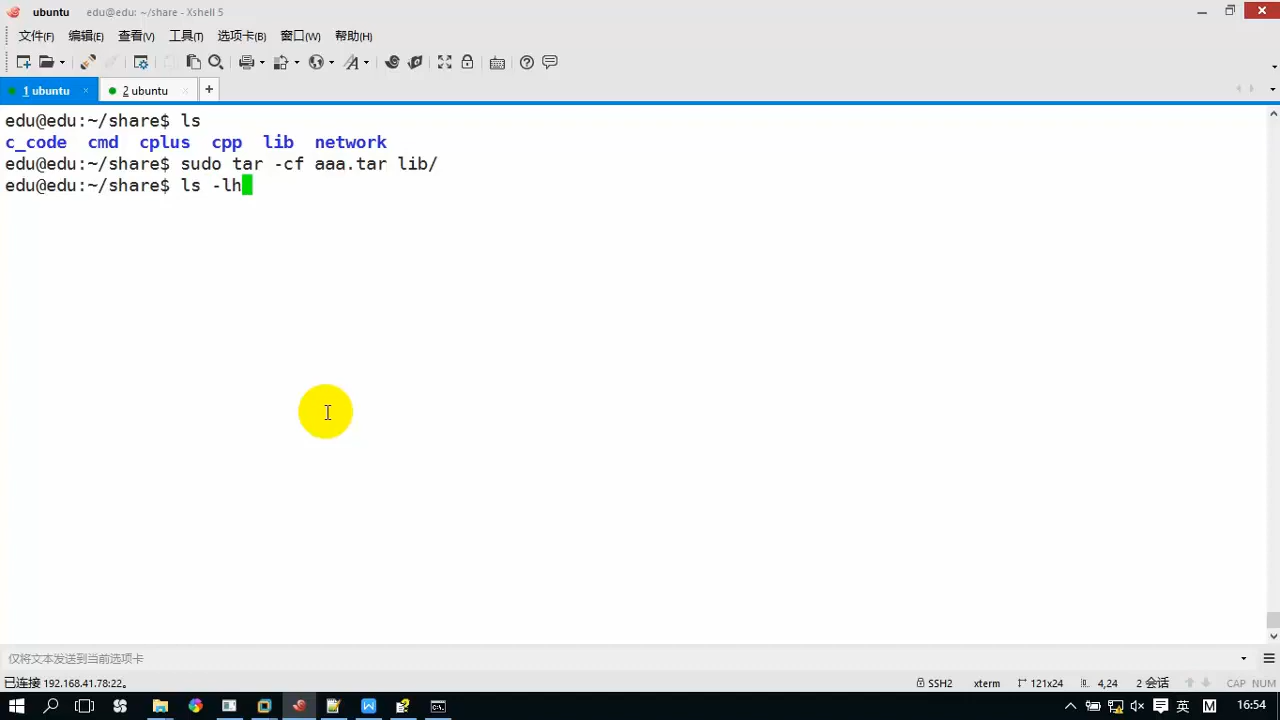 ubuntu edu@edu: ~/share - Xshell 5
文件(F) 编辑(E) 查看(V) 工具(T) 选项卡(B) 窗口(W) 帮助(H)
1 ubuntu × 2 ubuntu × +
edu@edu:~/share$ ls
c_code cmd cplus cpp lib network
edu@edu:~/share$ sudo tar -cf aaa.tar lib/
edu@edu:~/share$ ls -lh
仅将文本发送到当前选项卡
已连接 192.168.41.78:22。 SSH2 xterm 121x24 4,24 2 会话 CAP NUM
英 M 16:54